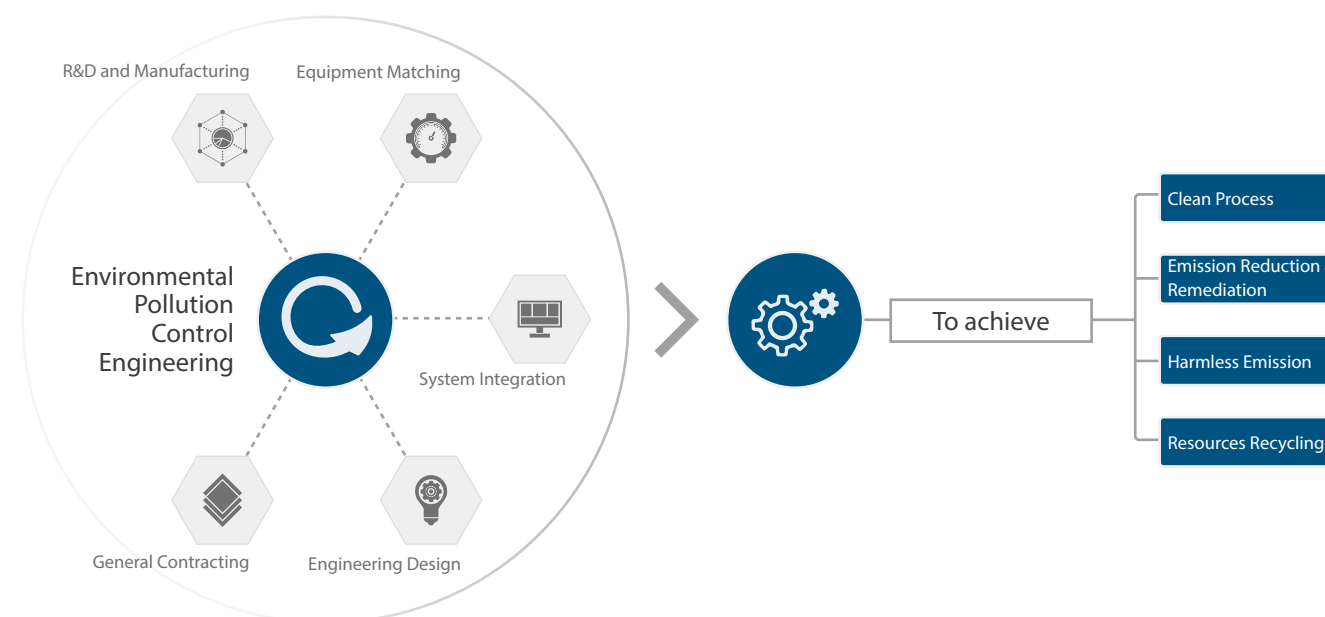 R&D and Manufacturing
Equipment Matching
Environmental
Pollution
Control
Engineering
System Integration
General Contracting
Engineering Design
To achieve
Clean Process
Emission Reduction
Remediation
Harmless Emission
Resources Recycling